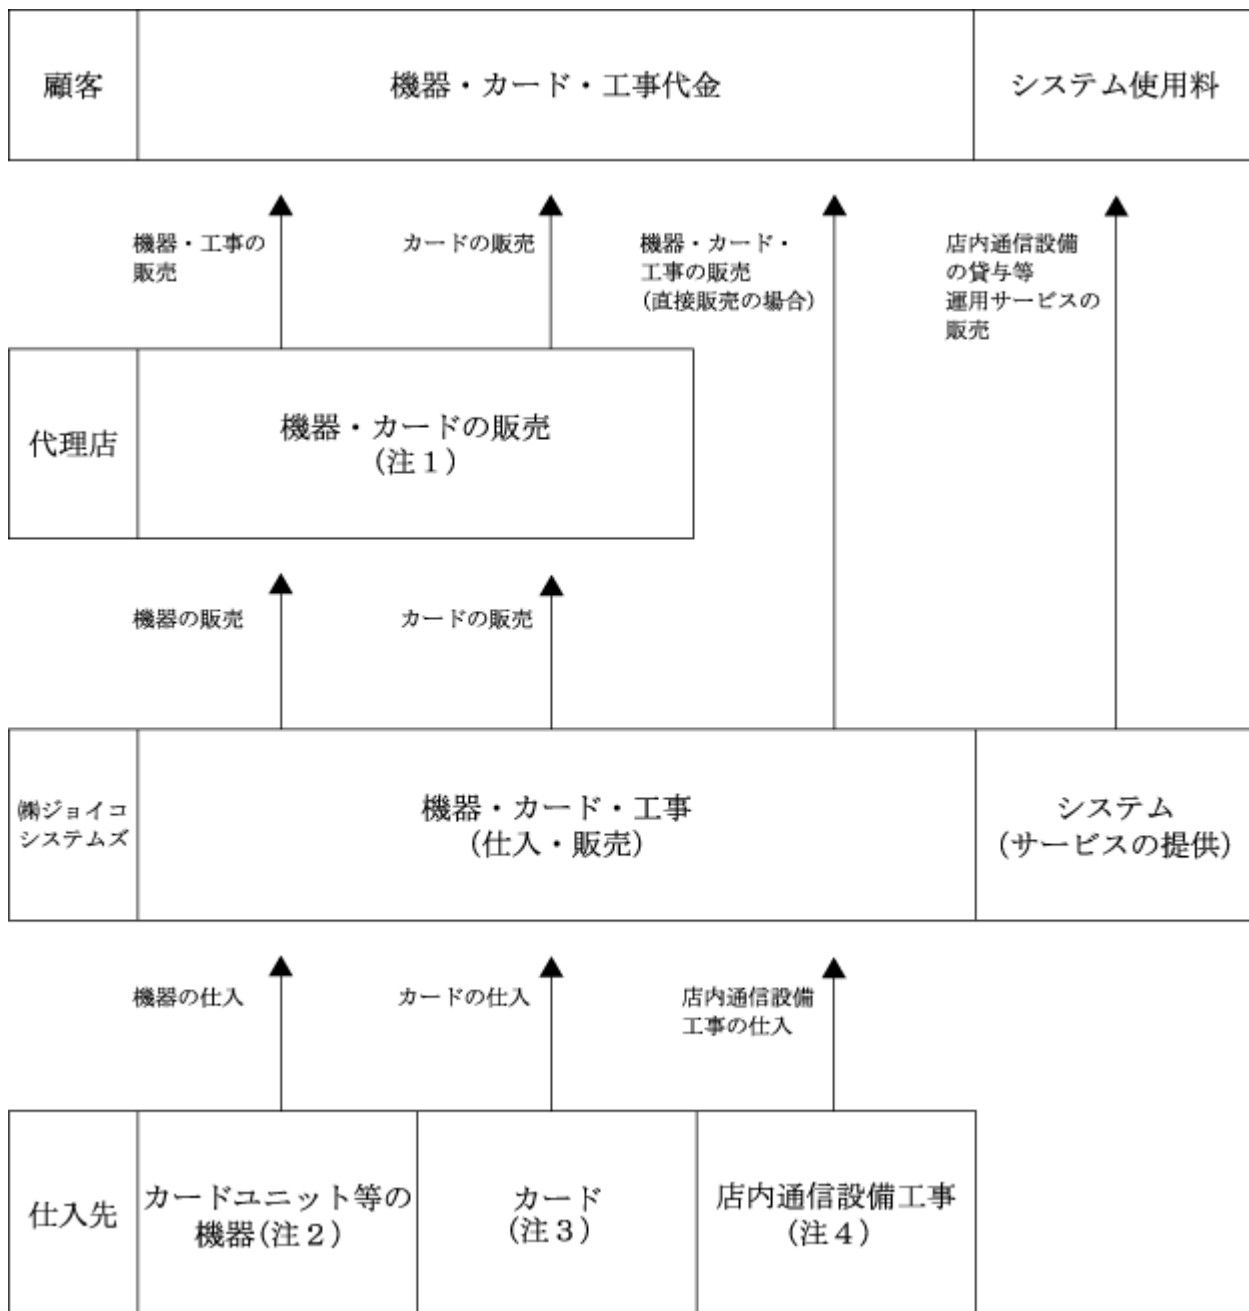 顧客
機器・カード・工事代金
システム使用料
機器・工事の
販売
カードの販売
機器・カード・
工事の販売
(直接販売の場合)
店内通信設備
の貸与等
運用サービスの
販売
代理店
機器・カードの販売
(注1)
機器の販売
カードの販売
㈱ジョイコ
システムズ
機器・カード・工事
(仕入・販売)
システム
(サービスの提供)
機器の仕入
カードの仕入
店内通信設備
工事の仕入
仕入先
カードユニット等の
機器(注2)
カード
(注3)
店内通信設備工事
(注4)